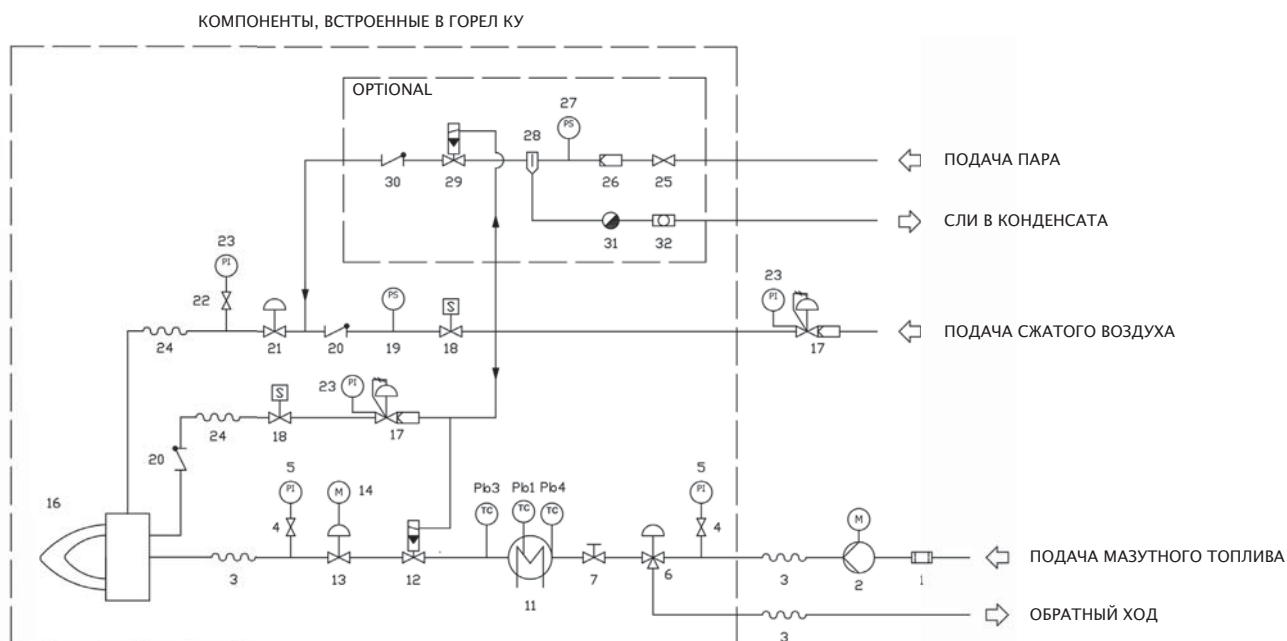 КОМПОНЕНТЫ, ВСТРОЕННЫЕ В ГОРЕЛ КУ
OPTIONAL
27
PS
28
30
29
26
25
ПОДАЧА ПАРА
31
32
СЛИ В КОНДЕНСАТА
23
PI
22
24
21
20
PS
19
S
18
23
PI
17
ПОДАЧА СЖАТОГО ВОЗДУХА
20
24
S
18
23
PI
17
16
5
PI
4
M
14
Pb3
TC
Pb1
TC
Pb4
TC
5
PI
4
M
3
13
12
11
7
6
3
2
1
ПОДАЧА МАЗУТНОГО ТОПЛИВА
3
ОБРАТНЫЙ ХОД